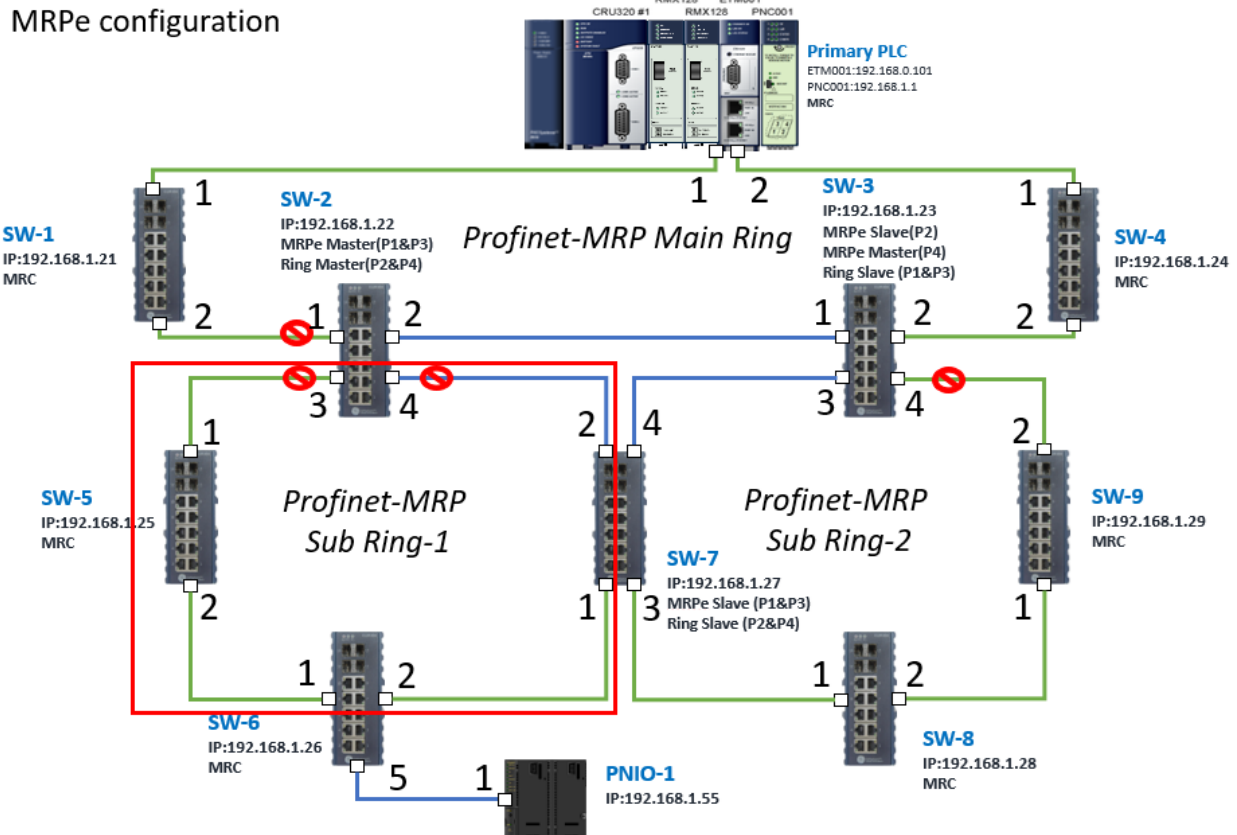 MRPe configuration
RMX128 ETM001
CRU320 #1 RMX128 PNC001
Primary PLC
ETM001:192.168.0.101
PNC001:192.168.1.1
MRC
1 2
1
SW-1
IP:192.168.1.21
MRC
2
SW-2
IP:192.168.1.22
MRPe Master(P1&P3)
Ring Master(P2&P4)
Profinet-MRP Main Ring
SW-3
IP:192.168.1.23
MRPe Slave(P2)
MRPe Master(P4)
Ring Slave (P1&P3)
1
SW-4
IP:192.168.1.24
MRC
2
1 2
3 4
1 2
3 4
1
SW-5
IP:192.168.1.25
MRC
2
Profinet-MRP
Sub Ring-1
2 4
1 3
SW-7
IP:192.168.1.27
MRPe Slave (P1&P3)
Ring Slave (P2&P4)
Profinet-MRP
Sub Ring-2
2
SW-9
IP:192.168.1.29
MRC
1
1 2
SW-6
IP:192.168.1.26
MRC
5 1
PNIO-1
IP:192.168.1.55
1 2
SW-8
IP:192.168.1.28
MRC